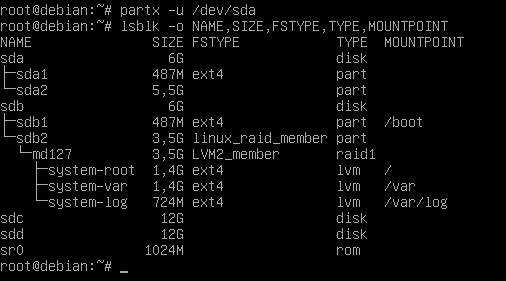 root@debian:~# partx -u /dev/sda
root@debian:~# lsblk -o NAME,SIZE,FSTYPE,TYPE,MOUNTPOINT
NAME                SIZE FSTYPE            TYPE  MOUNTPOINT
sda                   6G                   disk
├─sda1              487M ext4              part
└─sda2              5,5G                   part
sdb                   6G                   disk
├─sdb1              487M ext4              part  /boot
└─sdb2              3,5G linux_raid_member part
  └─md127           3,5G LVM2_member       raid1
    ├─system-root   1,4G ext4              lvm   /
    ├─system-var    1,4G ext4              lvm   /var
    └─system-log    724M ext4              lvm   /var/log
sdc                  12G                   disk
sdd                  12G                   disk
sr0                1024M                   rom
root@debian:~# _